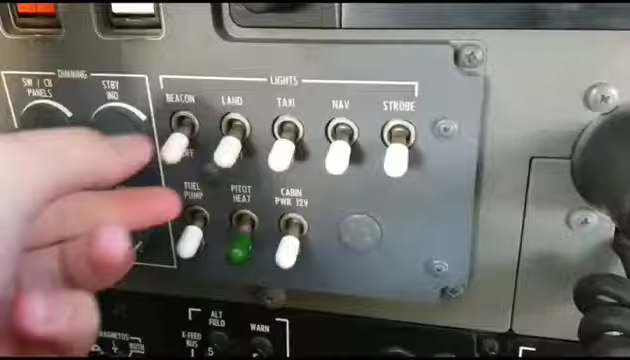 DIMMING
SW / CB
PANELS
STBY
IND
LIGHTS
BEACON
LAND
TAXI
NAV
STROBE
OFF
FUEL
PUMP
PITOT
HEAT
CABIN
PWR 12V
ALT
FIELD
MAGNETOS
BOTH
X-FEED
BUS
WARN